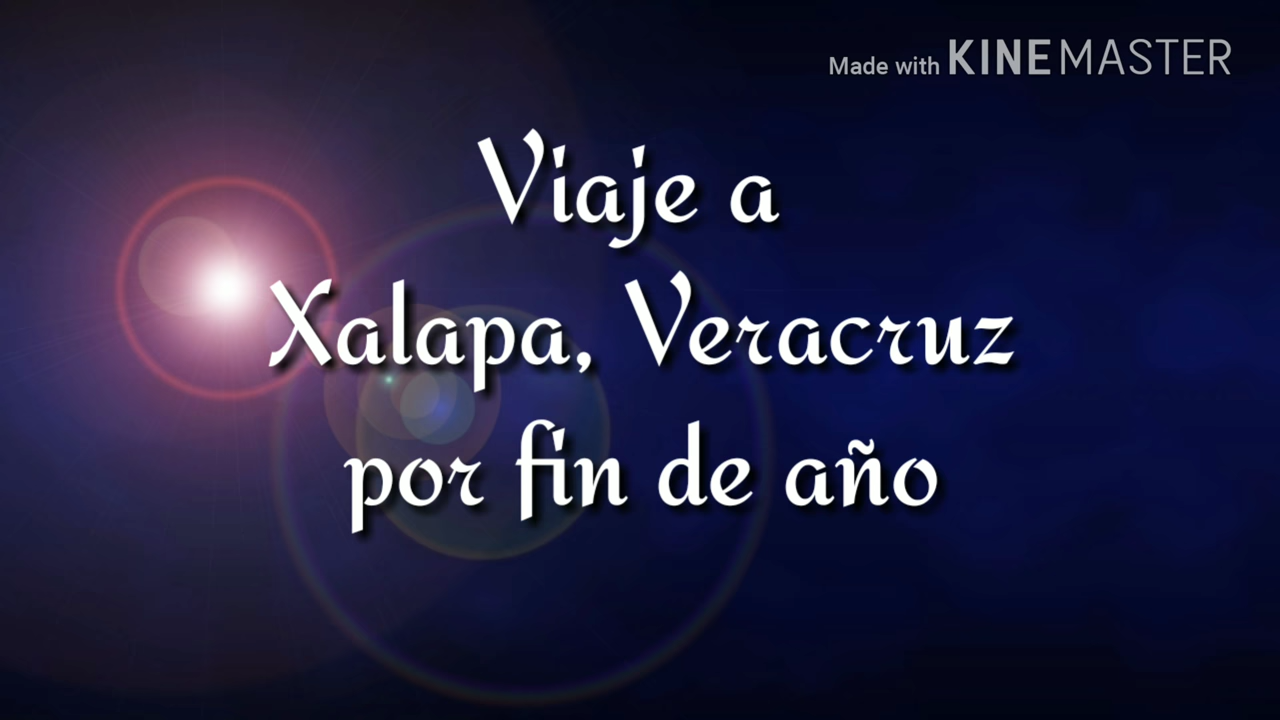 Made with KINEMASTER
Viaje a
Xalapa, Veracruz
por fin de año